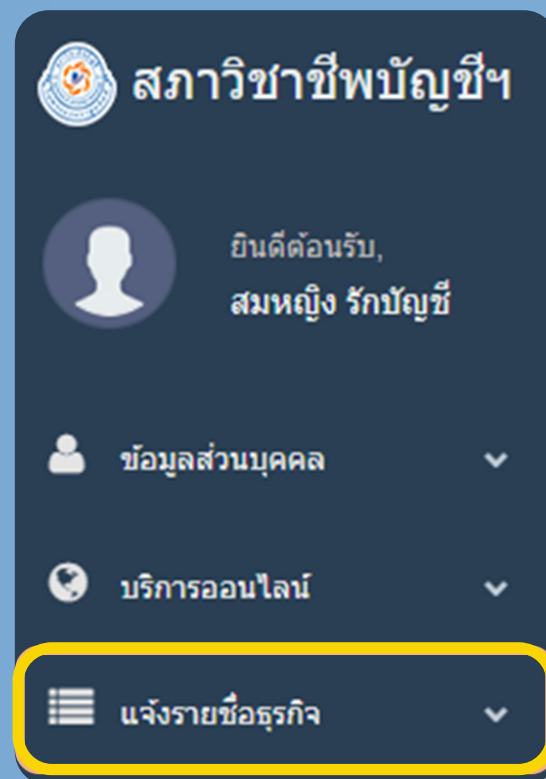 สภาวิชาชีพบัญชีฯ
ยินดีต้อนรับ,
สมหญิง รักบัญชี
ข้อมูลส่วนบุคคล
บริการออนไลน์
แจ้งรายชื่อธุรกิจ